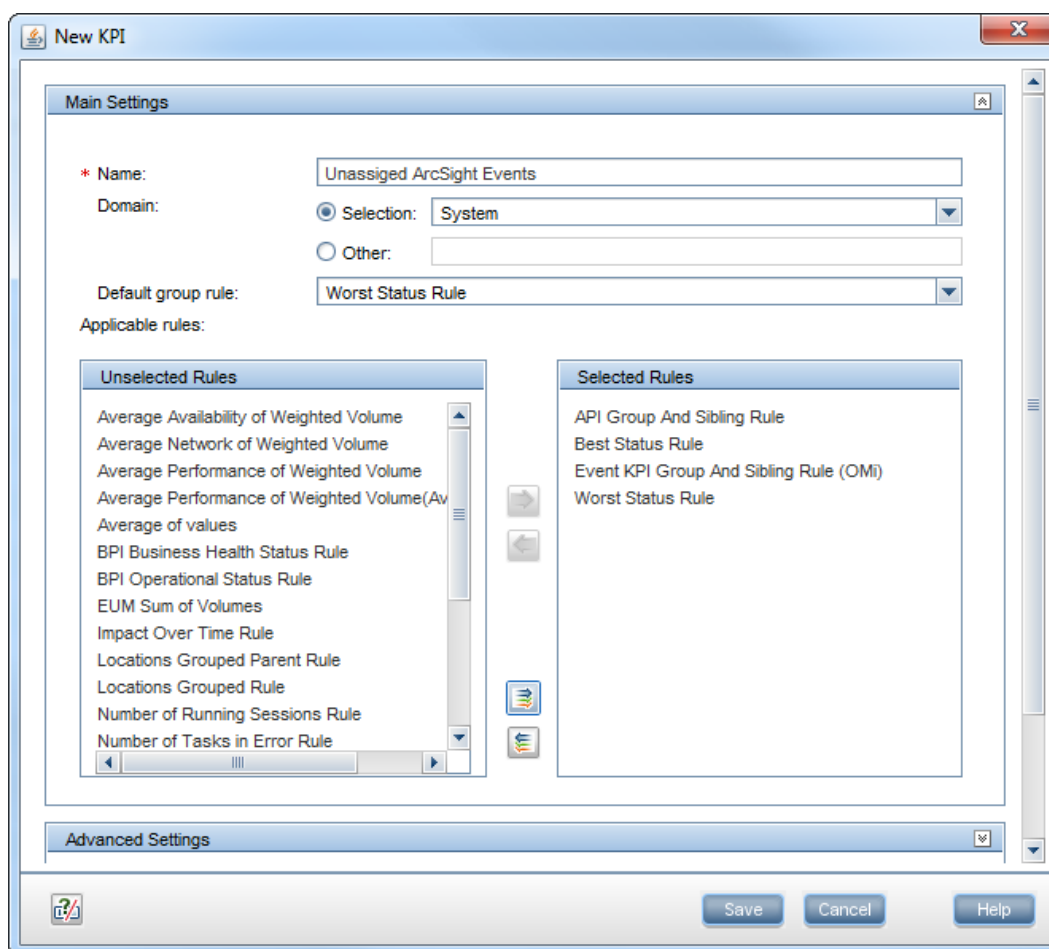 New KPI
Main Settings
* Name: Unassiged ArcSight Events
Domain: Selection: System
Other:
Default group rule: Worst Status Rule
Applicable rules:
Unselected Rules
Average Availability of Weighted Volume
Average Network of Weighted Volume
Average Performance of Weighted Volume
Average Performance of Weighted Volume(Av
Average of values
BPI Business Health Status Rule
BPI Operational Status Rule
EUM Sum of Volumes
Impact Over Time Rule
Locations Grouped Parent Rule
Locations Grouped Rule
Number of Running Sessions Rule
Number of Tasks in Error Rule
Selected Rules
API Group And Sibling Rule
Best Status Rule
Event KPI Group And Sibling Rule (OMi)
Worst Status Rule
Advanced Settings
Save Cancel Help